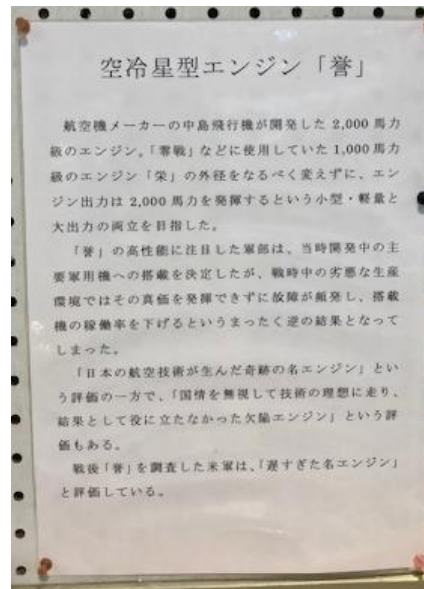 空冷星型エンジン「誉」
航空機メーカーの中島飛行機が開発した 2,000 馬力
級のエンジン。「零戦」などに使用していた 1,000 馬力
級のエンジン「栄」の外径をなるべく変えずに、エン
ジン出力は 2,000 馬力を発揮するという小型・軽量と
大出力の両立を目指した。
「誉」の高性能に注目した軍部は、当時開発中の主
要軍用機への搭載を決定したが、戦時中の劣悪な生産
環境ではその真価を発揮できずに故障が頻発し、搭載
機の稼働率を下げるというまったく逆の結果となって
しまった。
「日本の航空技術が生んだ奇跡の名エンジン」とい
う評価の一方で、「国情を無視して技術の理想に走り、
結果として役に立たなかった欠陥エンジン」という評
価もある。
戦後「誉」を調査した米軍は、「遅すぎた名エンジン」
と評価している。